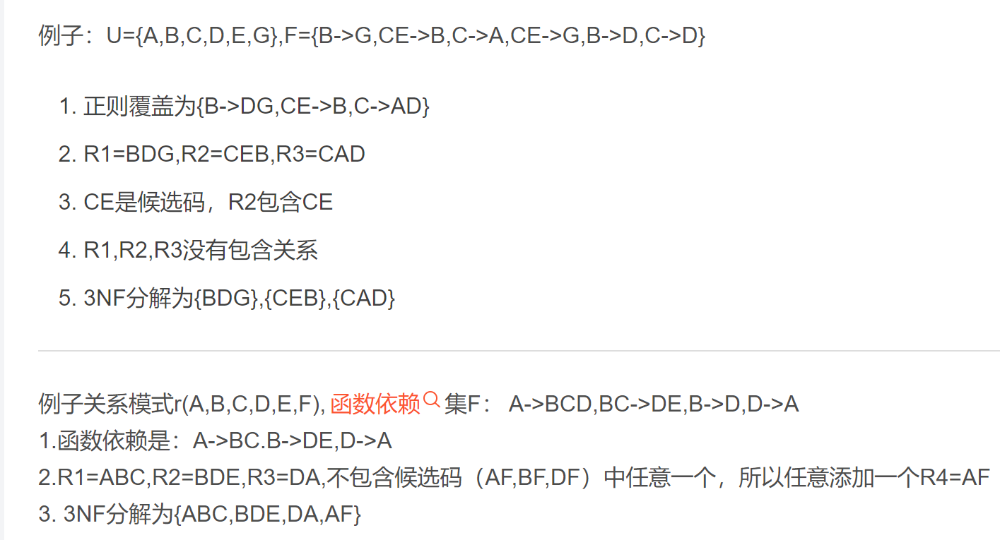 例子：U={A,B,C,D,E,G},F={B->G,CE->B,C->A,CE->G,B->D,C->D}
1. 正则覆盖为{B->DG,CE->B,C->AD}
2. R1=BDG,R2=CEB,R3=CAD
3. CE是候选码，R2包含CE
4. R1,R2,R3没有包含关系
5. 3NF分解为{BDG},{CEB},{CAD}
例子关系模式r(A,B,C,D,E,F), 函数依赖集F： A->BCD,BC->DE,B->D,D->A
1.函数依赖是：A->BC.B->DE,D->A
2.R1=ABC,R2=BDE,R3=DA,不包含候选码（AF,BF,DF）中任意一个，所以任意添加一个R4=AF
3. 3NF分解为{ABC,BDE,DA,AF}